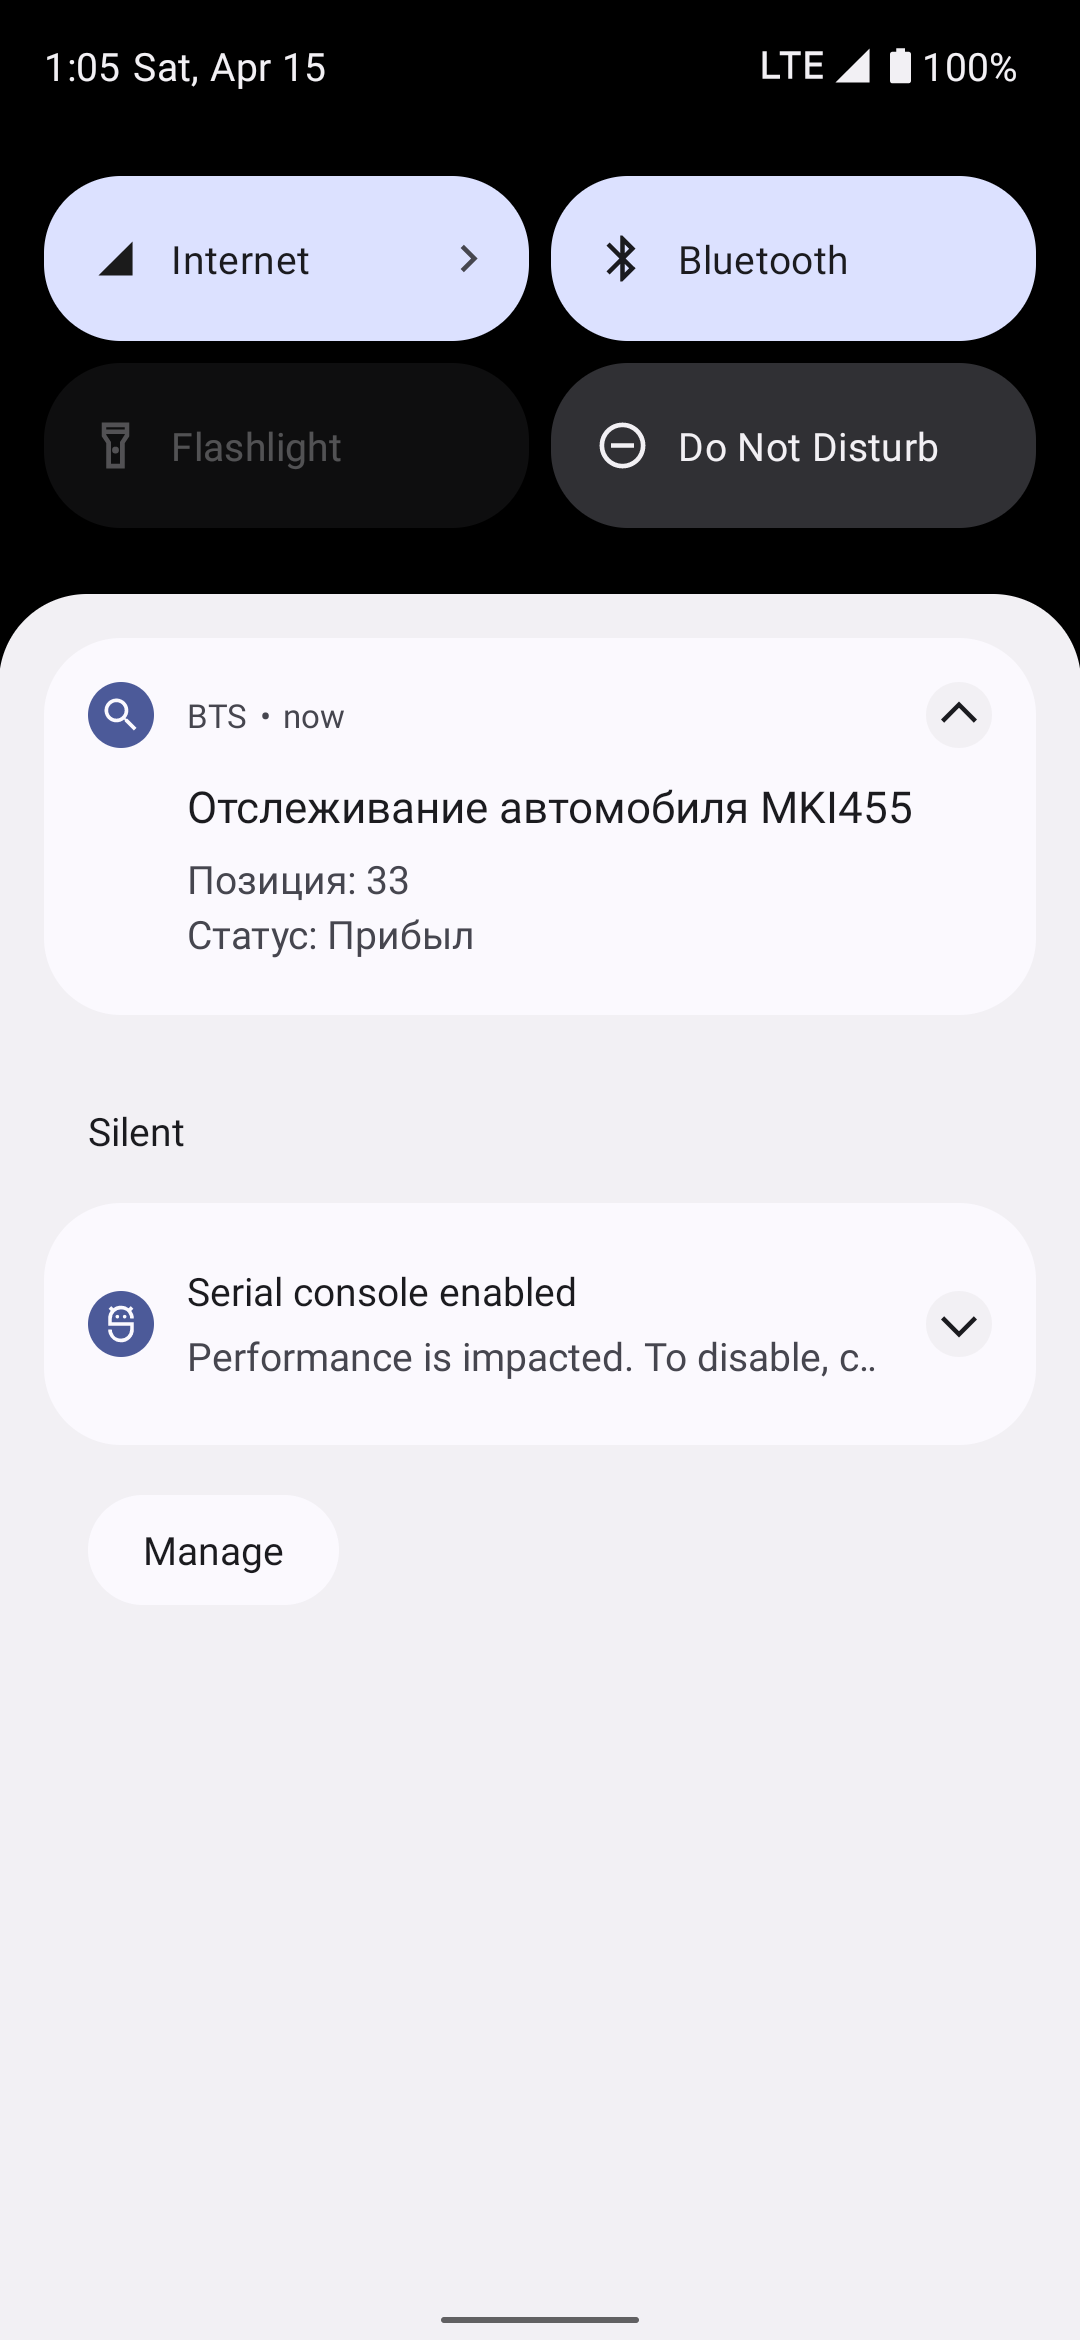 1:05 Sat, Apr 15
LTE 100%
Internet
Bluetooth
Flashlight
Do Not Disturb
BTS • now
Отслеживание автомобиля MKI455
Позиция: 33
Статус: Прибыл
Silent
Serial console enabled
Performance is impacted. To disable, c..
Manage